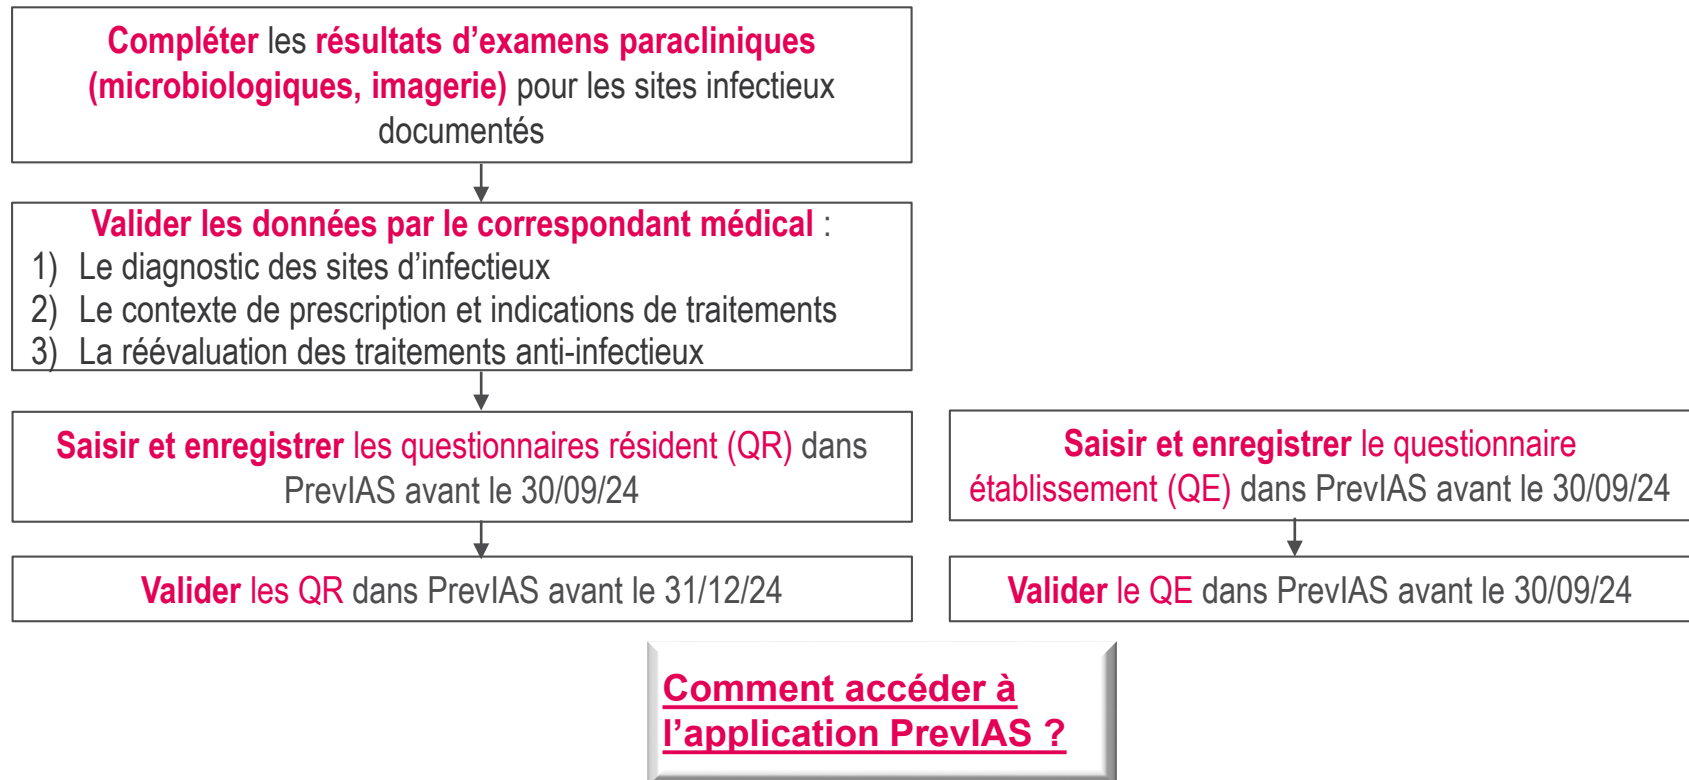 Compléter les résultats d’examens paracliniques
(microbiologiques, imagerie) pour les sites infectieux
documentés
Valider les données par le correspondant médical :
1) Le diagnostic des sites d’infectieux
2) Le contexte de prescription et indications de traitements
3) La réévaluation des traitements anti-infectieux
Saisir et enregistrer les questionnaires résident (QR) dans
PrevIAS avant le 30/09/24
Valider les QR dans PrevIAS avant le 31/12/24
Saisir et enregistrer le questionnaire
établissement (QE) dans PrevIAS avant le 30/09/24
Valider le QE dans PrevIAS avant le 30/09/24
Comment accéder à
l’application PrevIAS ?